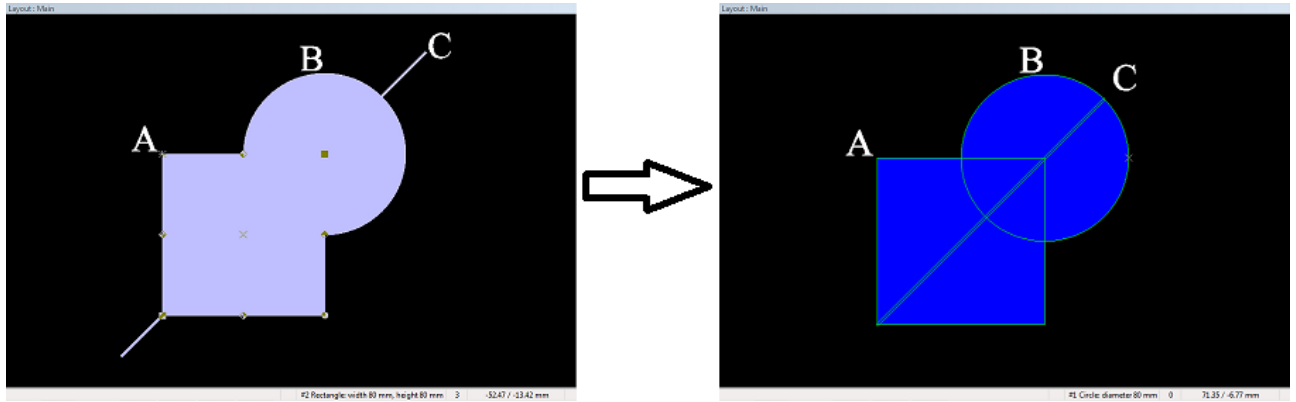 Layout: Main
C
B
A
#2 Rectangle: width 80 mm, height 80 mm 3 -52.47 / -13.42 mm
Layout: Main
B
C
A
#1 Circle: diameter 80 mm 0 71.35 / -6.77 mm